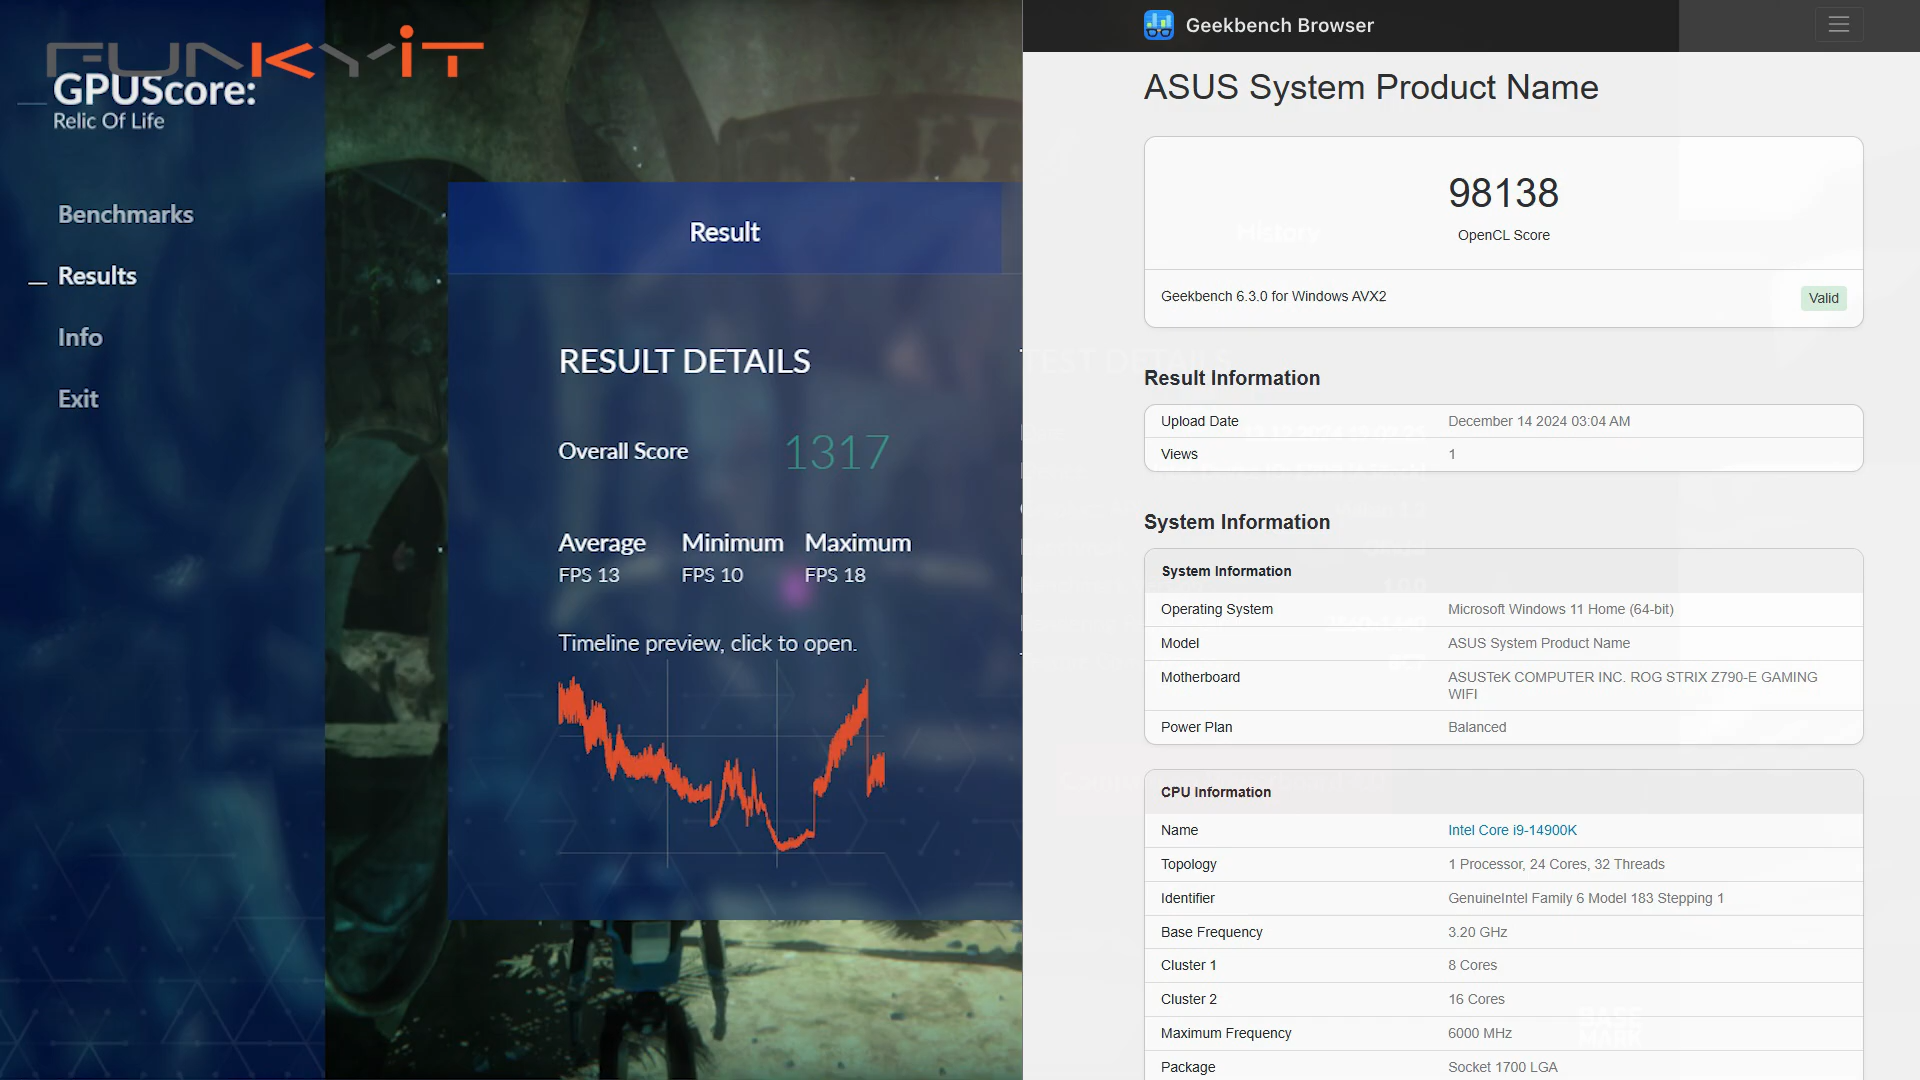 FUNKYiT
GPUScore:
Relic Of Life
Benchmarks
Results
Info
Exit
Result
RESULT DETAILS
Overall Score 1317
Average Minimum Maximum
FPS 13 FPS 10 FPS 18
Timeline preview, click to open.
Geekbench Browser
ASUS System Product Name
98138
OpenCL Score
History
Geekbench 6.3.0 for Windows AVX2 Valid
TEST DETAILS
Result Information
Upload Date December 14 2024 03:04 AM
Views 1
System Information
System Information
Operating System Microsoft Windows 11 Home (64-bit)
Model ASUS System Product Name
Motherboard ASUSTeK COMPUTER INC. ROG STRIX Z790-E GAMING
WIFI
Power Plan Balanced
CPU Information
Name Intel Core i9-14900K
Topology 1 Processor, 24 Cores, 32 Threads
Identifier GenuineIntel Family 6 Model 183 Stepping 1
Base Frequency 3.20 GHz
Cluster 1 8 Cores
Cluster 2 16 Cores
Maximum Frequency 6000 MHz
BASE
MARK
Package Socket 1700 LGA